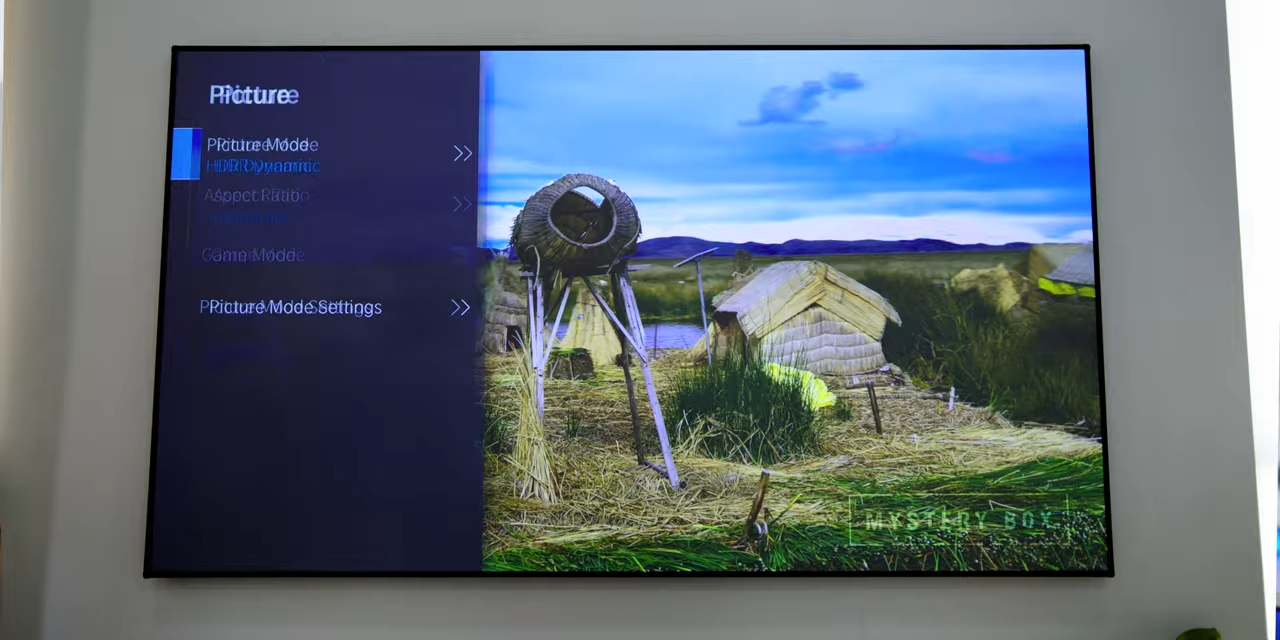 Picture
Picture Mode
HDR Dynamic
Aspect Ratio
Game Mode
Picture Mode Settings
MYSTERY BOX